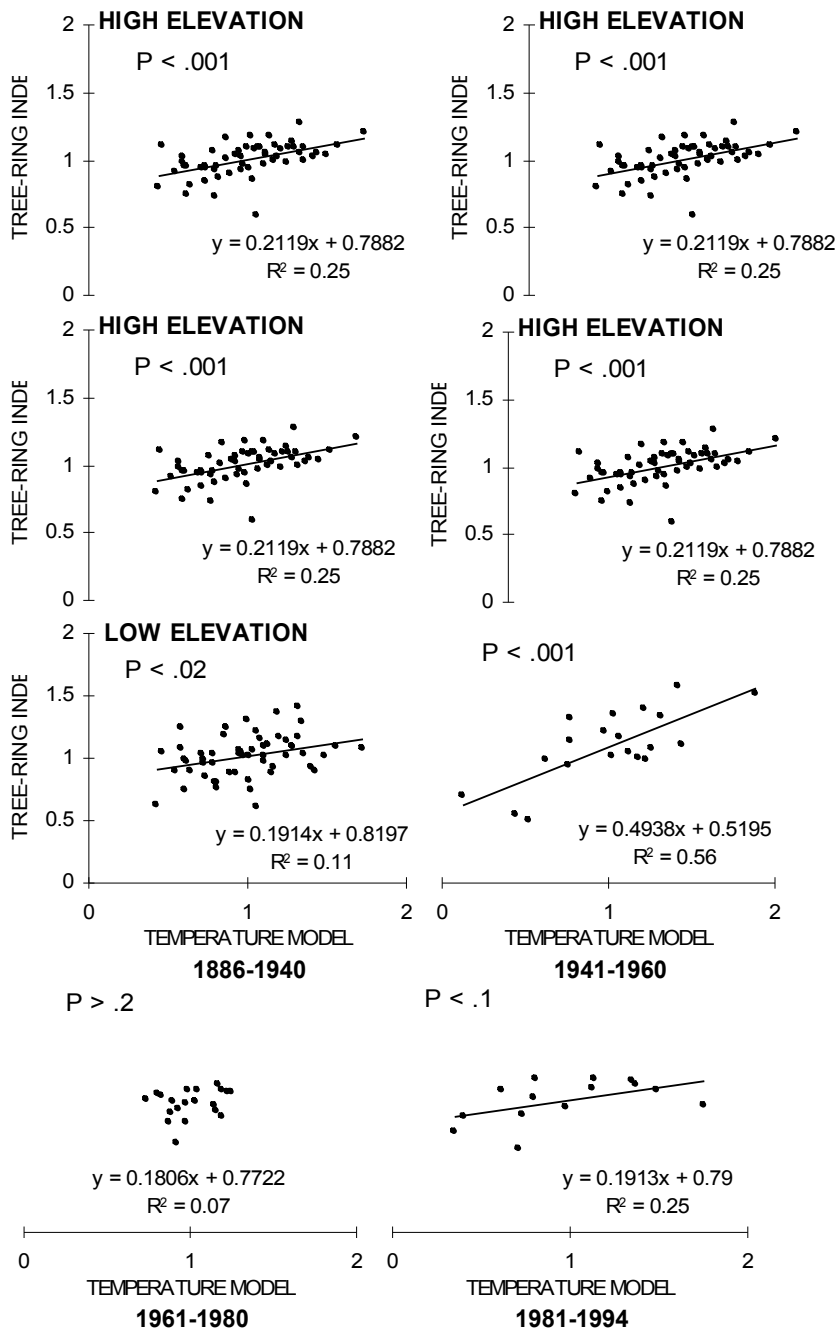 HIGH ELEVATION
P < .001
2
1.5
1
0.5
0
TREE-RING INDE
y = 0.2119x + 0.7882
R² = 0.25
HIGH ELEVATION
P < .001
2
1.5
1
0.5
0
TREE-RING INDE
y = 0.2119x + 0.7882
R² = 0.25
HIGH ELEVATION
P < .001
2
1.5
1
0.5
0
TREE-RING INDE
y = 0.2119x + 0.7882
R² = 0.25
HIGH ELEVATION
P < .001
2
1.5
1
0.5
0
TREE-RING INDE
y = 0.2119x + 0.7882
R² = 0.25
LOW ELEVATION
P < .02
2
1.5
1
0.5
0
TREE-RING INDE
y = 0.1914x + 0.8197
R² = 0.11
0 1 2
TEMPERATURE MODEL
1886-1940
P < .001
y = 0.4938x + 0.5195
R² = 0.56
0 1 2
TEMPERATURE MODEL
1941-1960
P > .2
y = 0.1806x + 0.7722
R² = 0.07
0 1 2
TEMPERATURE MODEL
1961-1980
P < .1
y = 0.1913x + 0.79
R² = 0.25
0 1 2
TEMPERATURE MODEL
1981-1994